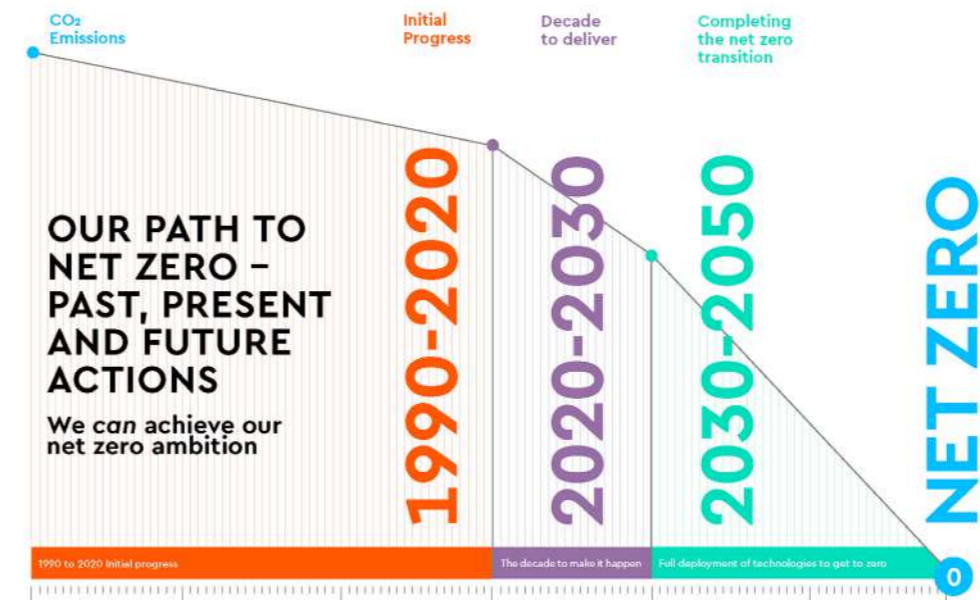 CO₂
Emissions
Initial
Progress
Decade
to deliver
Completing
the net zero
transition
OUR PATH TO
NET ZERO –
PAST, PRESENT
AND FUTURE
ACTIONS
We can achieve our
net zero ambition
1990-2020
2020-2030
2030-2050
NET ZERO
1990 to 2020 Initial progress
The decade to make it happen
Full deployment of technologies to get to zero
0